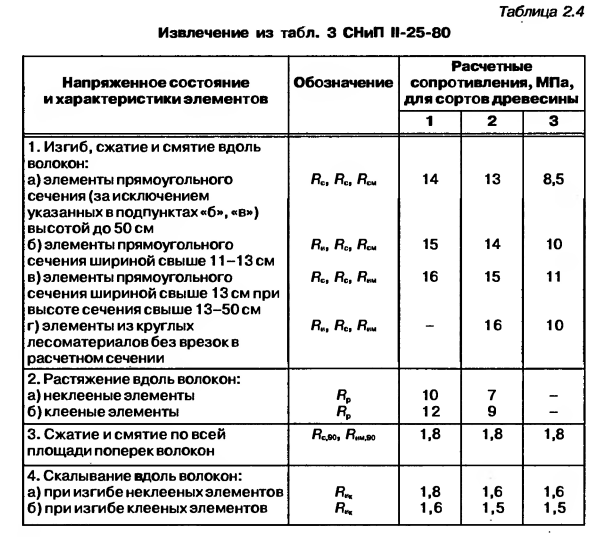 Таблица 2.4
Извлечение из табл. 3 СНиП II-25-80
Напряженное состояние
и характеристики элементов
Обозначение
Расчетные
сопротивления, МПа,
для сортов древесины
1 2 3
1. Изгиб, сжатие и смятие вдоль
волокон:
а) элементы прямоугольного Rс, Rс, Rсм 14 13 8,5
сечения (за исключением
указанных в подпунктах «б», «в»)
высотой до 50 см
б) элементы прямоугольного Rи, Rс, Rсм 15 14 10
сечения шириной свыше 11–13 см
в) элементы прямоугольного Rс, Rс, Rим 16 15 11
сечения шириной свыше 13 см при
высоте сечения свыше 13–50 см
г) элементы из круглых Rи, Rс, Rим – 16 10
лесоматериалов без врезок в
расчетном сечении
2. Растяжение вдоль волокон:
а) неклееные элементы Rр 10 7 –
б) клееные элементы Rр 12 9 –
3. Сжатие и смятие по всей Rс,90, Rим,90 1,8 1,8 1,8
площади поперек волокон
4. Скалывание вдоль волокон:
а) при изгибе неклееных элементов 1,8 1,6 1,6
б) при изгибе клееных элементов 1,6 1,5 1,5